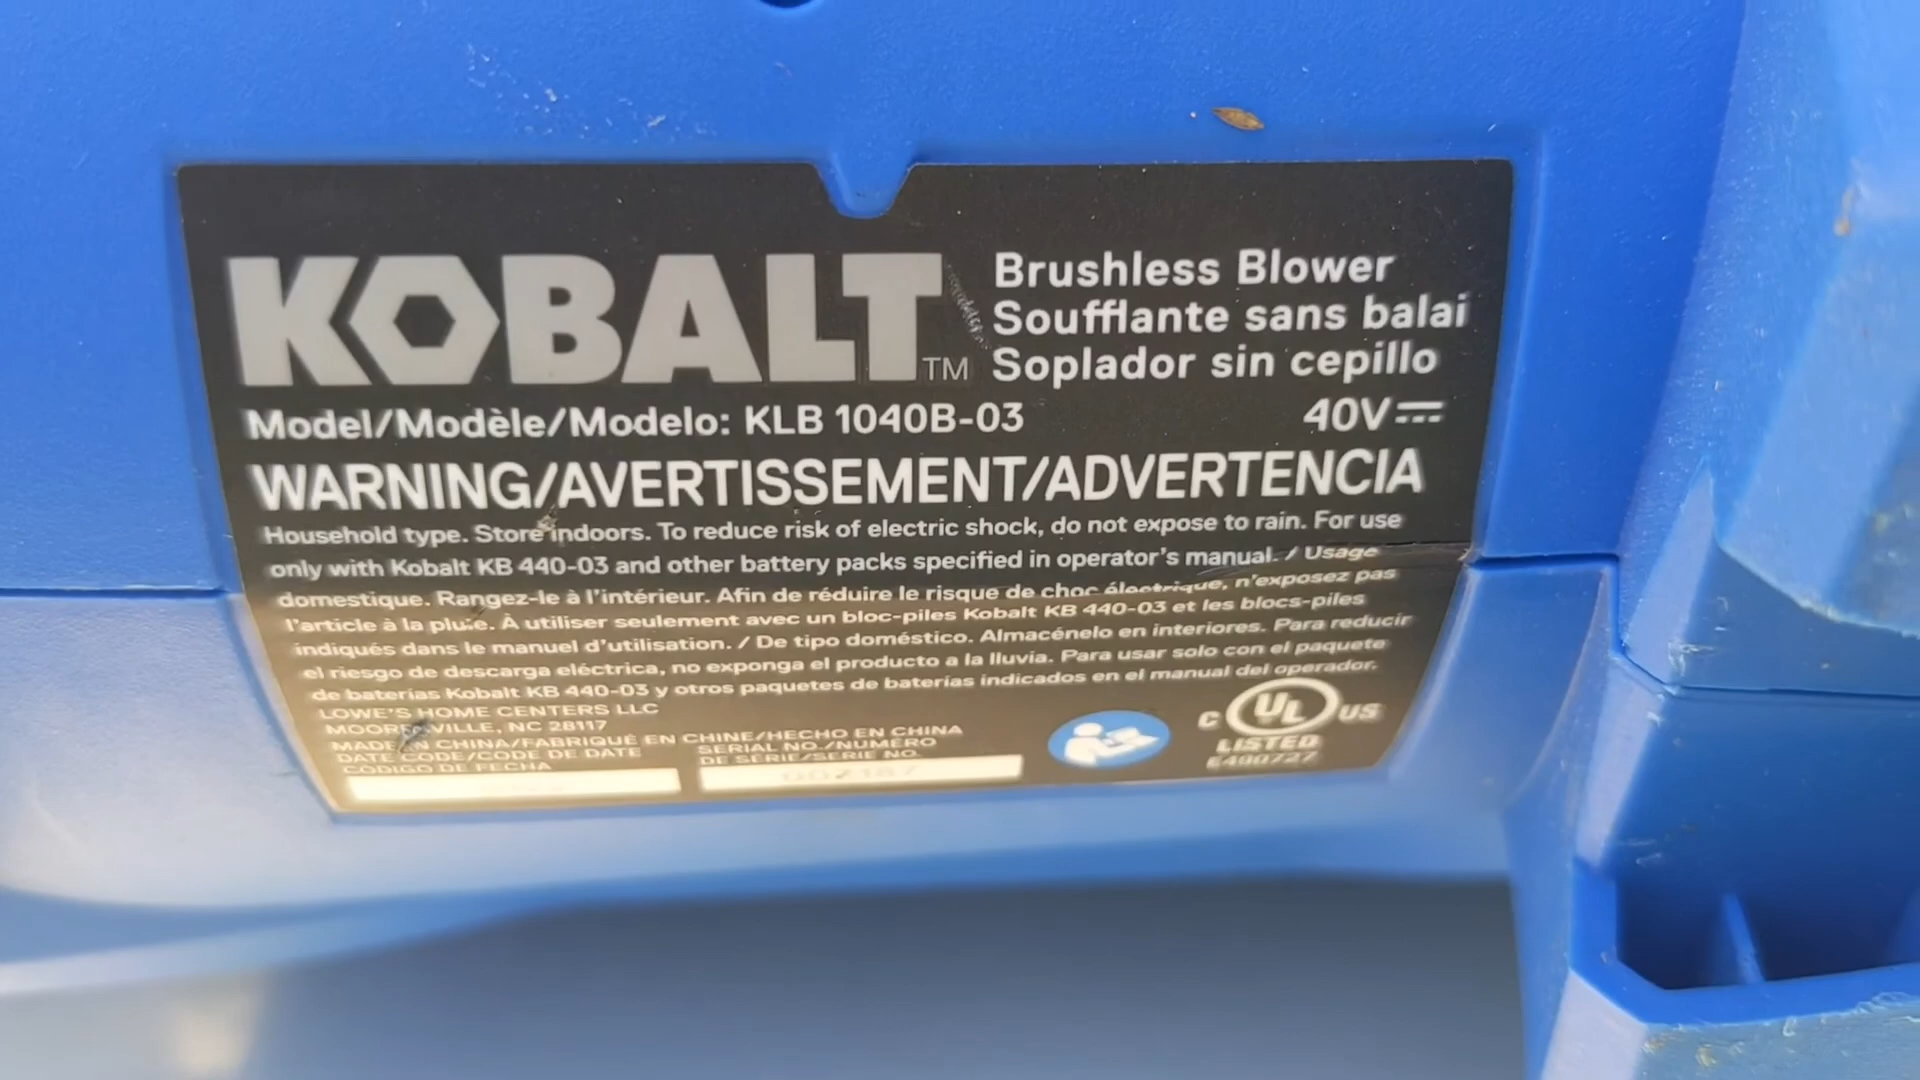 KOBALT™
Brushless Blower
Soufflante sans balai
Soplador sin cepillo
Model/Modèle/Modelo: KLB 1040B-03
40V
WARNING/AVERTISSEMENT/ADVERTENCIA
Household type. Store indoors. To reduce risk of electric shock, do not expose to rain. For use
only with Kobalt KB 440-03 and other battery packs specified in operator's manual. / Usage
domestique. Rangez-le à l'intérieur. Afin de réduire le risque de choc électrique, n'exposez pas
l'article à la pluie. À utiliser seulement avec un bloc-piles Kobalt KB 440-03 et les blocs-piles
indiqués dans le manuel d'utilisation. / De tipo doméstico. Almacénelo en interiores. Para reducir
el riesgo de descarga eléctrica, no exponga el producto a la lluvia. Para usar solo con el paquete
de baterías Kobalt KB 440-03 y otros paquetes de baterías indicados en el manual del operador.
LOWE'S HOME CENTERS LLC
MOORESVILLE, NC 28117
MADE IN CHINA/FABRIQUÉ EN CHINE/HECHO EN CHINA
DATE CODE/CODE DE DATE
CÓDIGO DE FECHA
SERIAL NO./NUMÉRO
DE SÉRIE/SERIE NO.
C UL US
LISTED